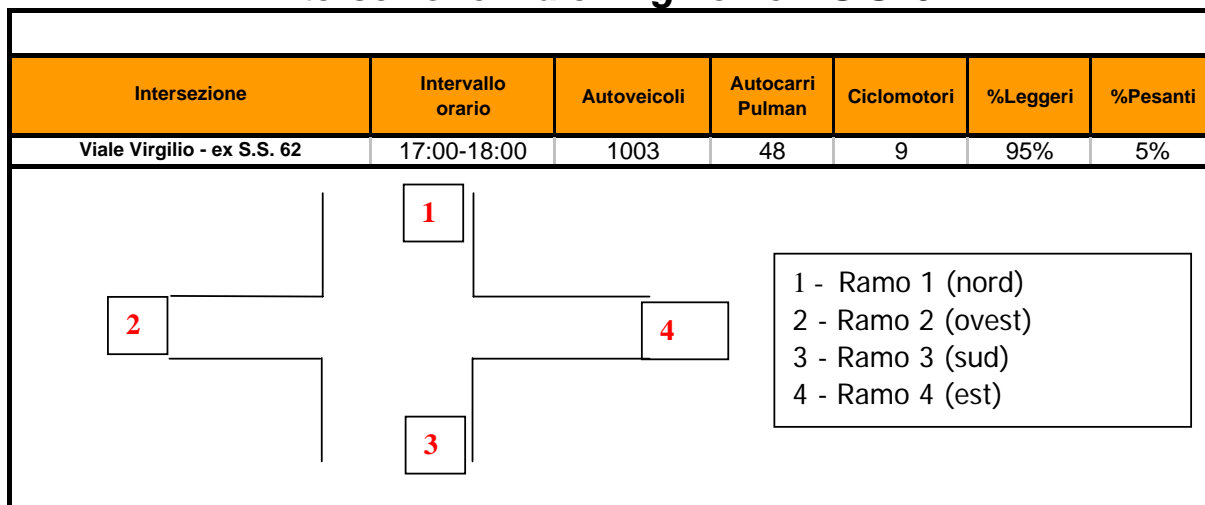 Intersezione
Intervallo orario
Autoveicoli
Autocarri Pulman
Ciclomotori
%Leggeri
%Pesanti
Viale Virgilio - ex S.S. 62
17:00-18:00
1003
48
9
95%
5%
1
2
4
3
1 - Ramo 1 (nord)
2 - Ramo 2 (ovest)
3 - Ramo 3 (sud)
4 - Ramo 4 (est)